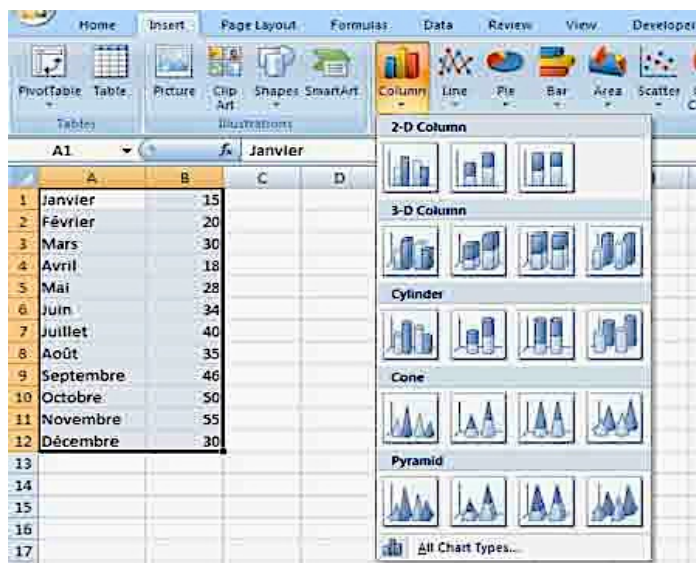 Home Insert Page Layout Formulas Data Review View Developer
PivotTable Table Picture Clip Art Shapes SmartArt Column Line Pie Bar Area Scatter
Tables Illustrations
A1 fx Janvier
A B C D
1 Janvier 15
2 Février 20
3 Mars 30
4 Avril 18
5 Mai 28
6 Juin 34
7 Juillet 40
8 Août 35
9 Septembre 46
10 Octobre 50
11 Novembre 55
12 Décembre 30
13
14
15
16
17
2-D Column
3-D Column
Cylinder
Cone
Pyramid
All Chart Types...